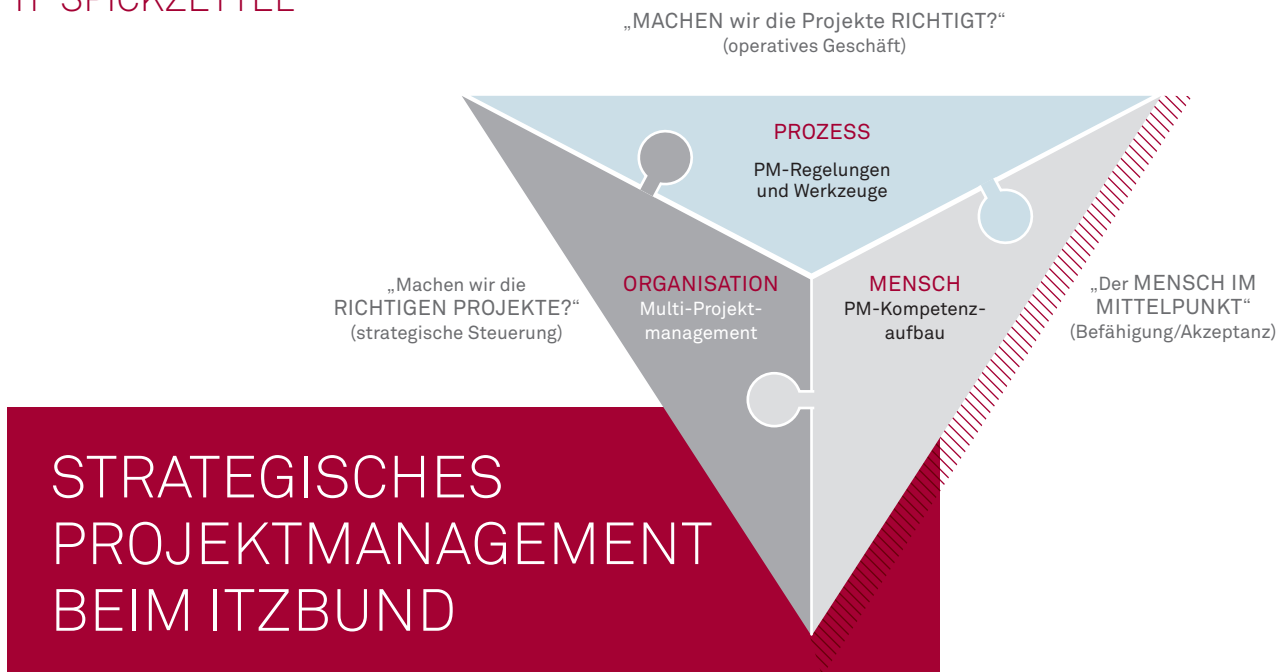 SPICKZETTEL
„MACHEN wir die Projekte RICHTIGT?“
(operatives Geschäft)
PROZESS
PM-Regelungen
und Werkzeuge
„Machen wir die
RICHTIGEN PROJEKTE?“
(strategische Steuerung)
ORGANISATION
Multi-Projekt-
management
MENSCH
PM-Kompetenz-
aufbau
„Der MENSCH IM
MITTELPUNKT“
(Befähigung/Akzeptanz)
STRATEGISCHES
PROJEKTMANAGEMENT
BEIM ITZBUND